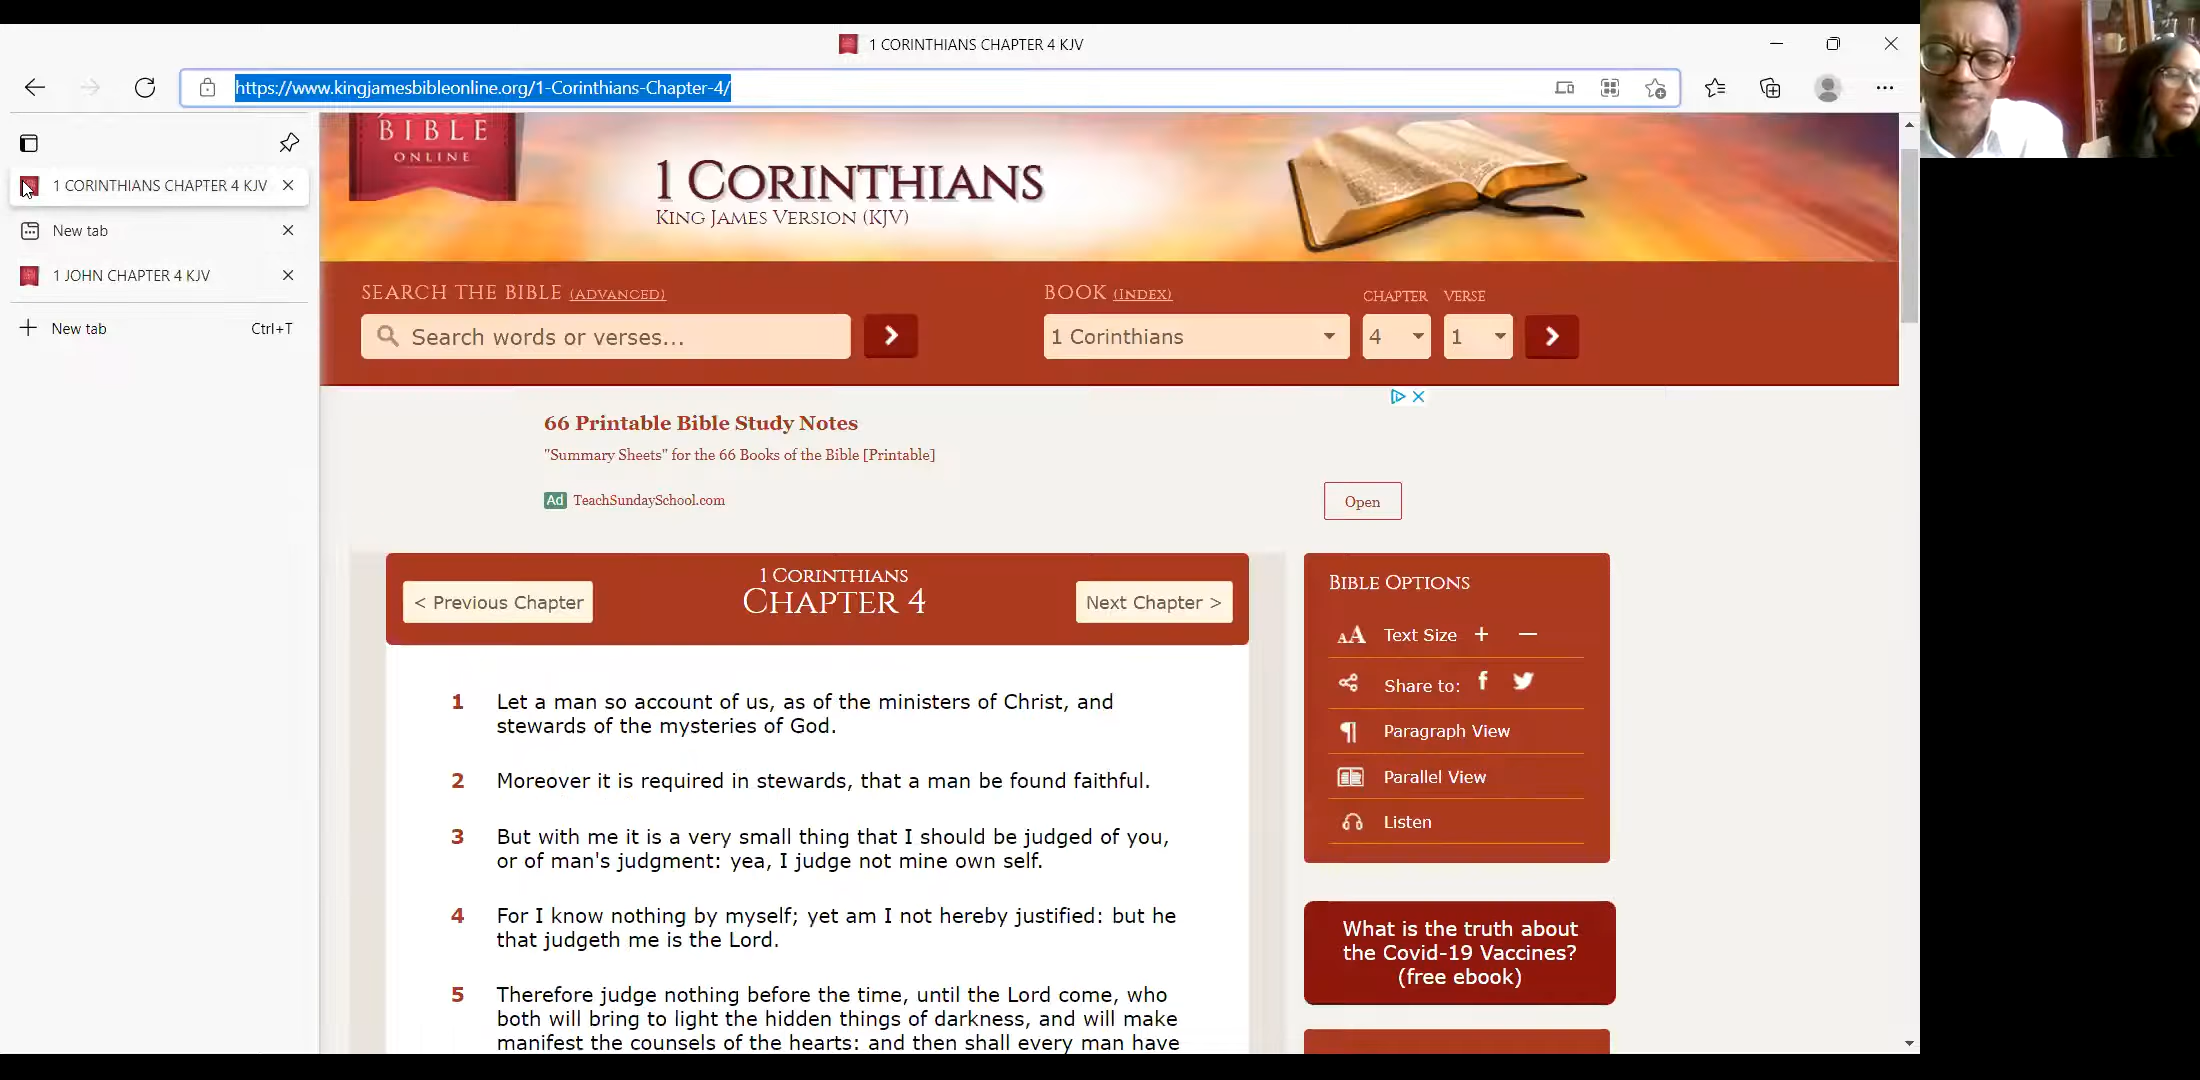 1 CORINTHIANS CHAPTER 4 KJV
https://www.kingjamesbibleonline.org/1-Corinthians-Chapter-4/
1 CORINTHIANS CHAPTER 4 KJV
New tab
1 JOHN CHAPTER 4 KJV
New tab Ctrl+T
BIBLE
ONLINE
1 CORINTHIANS
KING JAMES VERSION (KJV)
SEARCH THE BIBLE (ADVANCED)
Search words or verses...
BOOK (INDEX)
CHAPTER VERSE
1 Corinthians 4 1
66 Printable Bible Study Notes
"Summary Sheets" for the 66 Books of the Bible [Printable]
Ad TeachSundaySchool.com
Open
< Previous Chapter
1 CORINTHIANS
CHAPTER 4
Next Chapter >
1 Let a man so account of us, as of the ministers of Christ, and
stewards of the mysteries of God.
2 Moreover it is required in stewards, that a man be found faithful.
3 But with me it is a very small thing that I should be judged of you,
or of man's judgment: yea, I judge not mine own self.
4 For I know nothing by myself; yet am I not hereby justified: but he
that judgeth me is the Lord.
5 Therefore judge nothing before the time, until the Lord come, who
both will bring to light the hidden things of darkness, and will make
manifest the counsels of the hearts: and then shall every man have
BIBLE OPTIONS
AA Text Size + −
Share to: f
¶ Paragraph View
Parallel View
Listen
What is the truth about
the Covid-19 Vaccines?
(free ebook)